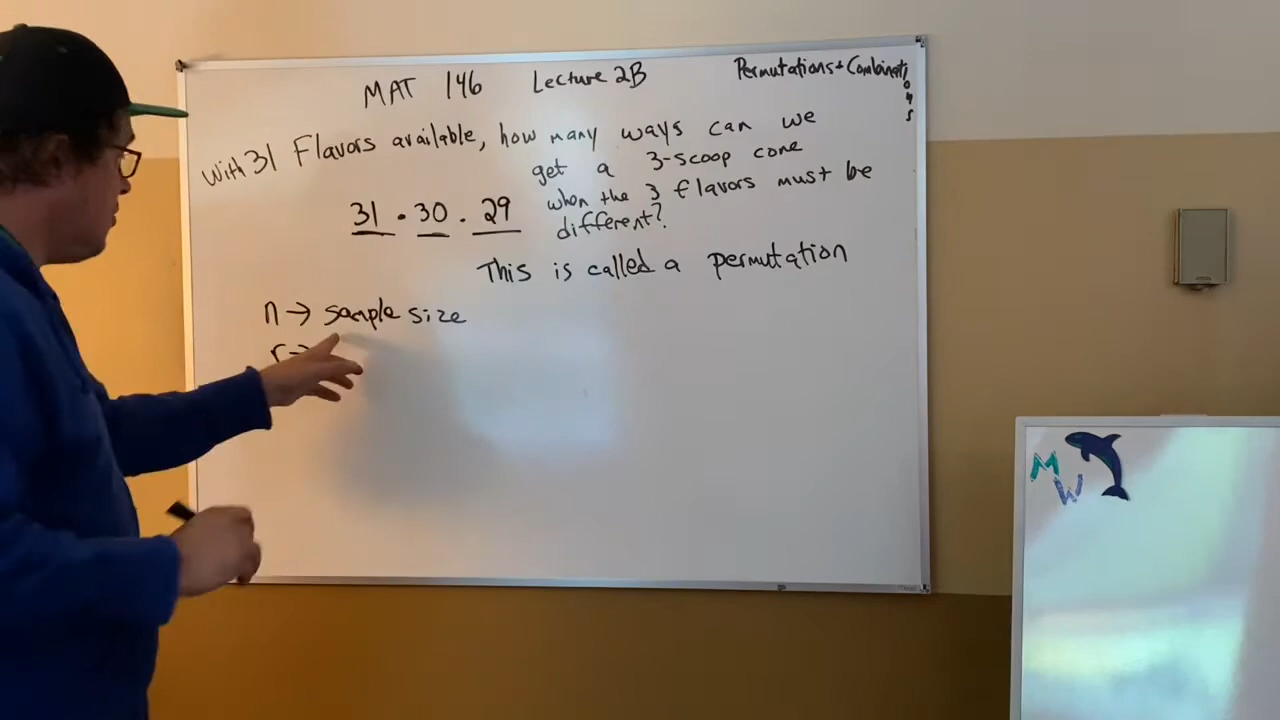 MAT 146 Lecture 2B Permutations + Combinations
With 31 Flavors available, how many ways can we
get a 3-scoop cone
when the 3 flavors must be
different?
31 · 30 · 29
This is called a permutation
n → sample size
r →
M
W